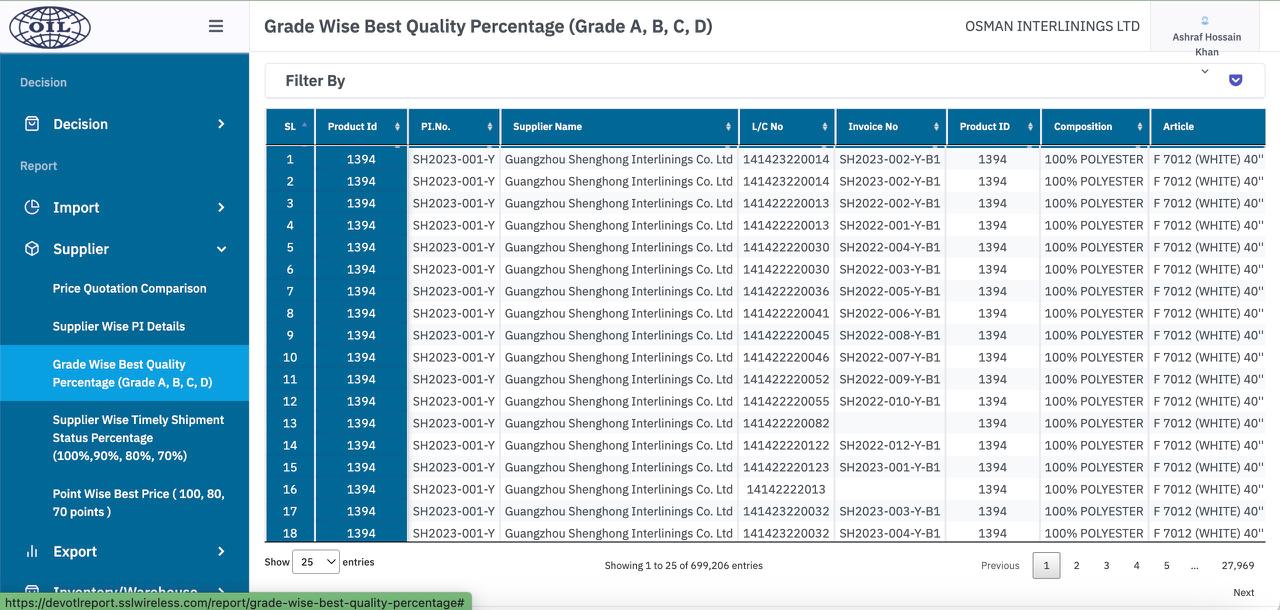 OIL
Grade Wise Best Quality Percentage (Grade A, B, C, D)
OSMAN INTERLININGS LTD
Ashraf Hossain
Khan
Decision
Decision
Report
Import
Supplier
Price Quotation Comparison
Supplier Wise PI Details
Grade Wise Best Quality
Percentage (Grade A, B, C, D)
Supplier Wise Timely Shipment
Status Percentage
(100%,90%, 80%, 70%)
Point Wise Best Price ( 100, 80,
70 points )
Export
Inventory/Warehouse
Filter By
SL Product Id PI.No. Supplier Name L/C No Invoice No Product ID Composition Article
1 1394 SH2023-001-Y Guangzhou Shenghong Interlinings Co. Ltd 141423220014 SH2023-002-Y-B1 1394 100% POLYESTER F 7012 (WHITE) 40''
2 1394 SH2023-001-Y Guangzhou Shenghong Interlinings Co. Ltd 141423220014 SH2023-002-Y-B1 1394 100% POLYESTER F 7012 (WHITE) 40''
3 1394 SH2023-001-Y Guangzhou Shenghong Interlinings Co. Ltd 141422220013 SH2022-002-Y-B1 1394 100% POLYESTER F 7012 (WHITE) 40''
4 1394 SH2023-001-Y Guangzhou Shenghong Interlinings Co. Ltd 141422220013 SH2022-001-Y-B1 1394 100% POLYESTER F 7012 (WHITE) 40''
5 1394 SH2023-001-Y Guangzhou Shenghong Interlinings Co. Ltd 141422220030 SH2022-004-Y-B1 1394 100% POLYESTER F 7012 (WHITE) 40''
6 1394 SH2023-001-Y Guangzhou Shenghong Interlinings Co. Ltd 141422220030 SH2022-003-Y-B1 1394 100% POLYESTER F 7012 (WHITE) 40''
7 1394 SH2023-001-Y Guangzhou Shenghong Interlinings Co. Ltd 141422220036 SH2022-005-Y-B1 1394 100% POLYESTER F 7012 (WHITE) 40''
8 1394 SH2023-001-Y Guangzhou Shenghong Interlinings Co. Ltd 141422220041 SH2022-006-Y-B1 1394 100% POLYESTER F 7012 (WHITE) 40''
9 1394 SH2023-001-Y Guangzhou Shenghong Interlinings Co. Ltd 141422220045 SH2022-008-Y-B1 1394 100% POLYESTER F 7012 (WHITE) 40''
10 1394 SH2023-001-Y Guangzhou Shenghong Interlinings Co. Ltd 141422220046 SH2022-007-Y-B1 1394 100% POLYESTER F 7012 (WHITE) 40''
11 1394 SH2023-001-Y Guangzhou Shenghong Interlinings Co. Ltd 141422220052 SH2022-009-Y-B1 1394 100% POLYESTER F 7012 (WHITE) 40''
12 1394 SH2023-001-Y Guangzhou Shenghong Interlinings Co. Ltd 141422220055 SH2022-010-Y-B1 1394 100% POLYESTER F 7012 (WHITE) 40''
13 1394 SH2023-001-Y Guangzhou Shenghong Interlinings Co. Ltd 141422220082 1394 100% POLYESTER F 7012 (WHITE) 40''
14 1394 SH2023-001-Y Guangzhou Shenghong Interlinings Co. Ltd 141422220122 SH2022-012-Y-B1 1394 100% POLYESTER F 7012 (WHITE) 40''
15 1394 SH2023-001-Y Guangzhou Shenghong Interlinings Co. Ltd 141422220123 SH2023-001-Y-B1 1394 100% POLYESTER F 7012 (WHITE) 40''
16 1394 SH2023-001-Y Guangzhou Shenghong Interlinings Co. Ltd 14142222013 1394 100% POLYESTER F 7012 (WHITE) 40''
17 1394 SH2023-001-Y Guangzhou Shenghong Interlinings Co. Ltd 141423220032 SH2023-003-Y-B1 1394 100% POLYESTER F 7012 (WHITE) 40''
18 1394 SH2023-001-Y Guangzhou Shenghong Interlinings Co. Ltd 141423220032 SH2023-004-Y-B1 1394 100% POLYESTER F 7012 (WHITE) 40''
Show 25 entries
Showing 1 to 25 of 699,206 entries
Previous 1 2 3 4 5 ... 27,969
Next
https://devotlreport.sslwireless.com/report/grade-wise-best-quality-percentage#